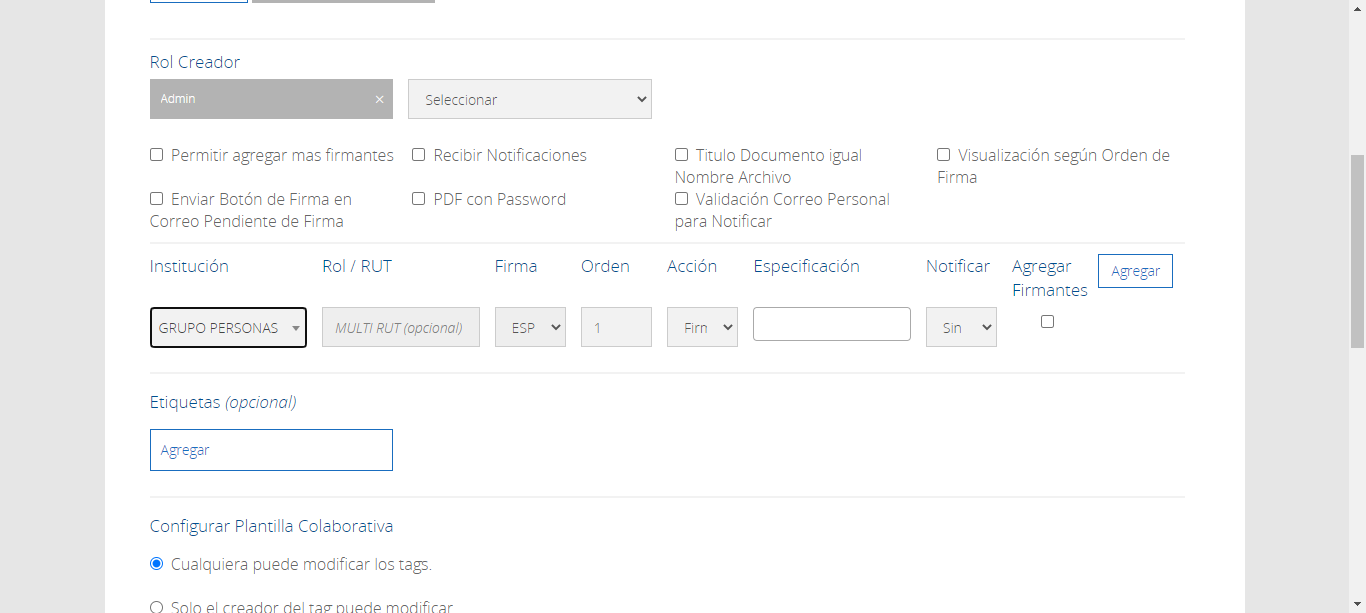 Rol Creador
Admin ×
Seleccionar
Permitir agregar mas firmantes
Recibir Notificaciones
Titulo Documento igual
Nombre Archivo
Visualización según Orden de
Firma
Enviar Botón de Firma en
Correo Pendiente de Firma
PDF con Password
Validación Correo Personal
para Notificar
Institución
Rol / RUT
Firma
Orden
Acción
Especificación
Notificar
Agregar
Firmantes
Agregar
GRUPO PERSONAS
MULTI RUT (opcional)
ESP
1
Firn
Sin
Etiquetas (opcional)
Agregar
Configurar Plantilla Colaborativa
Cualquiera puede modificar los tags.
Solo el creador del tag puede modificar